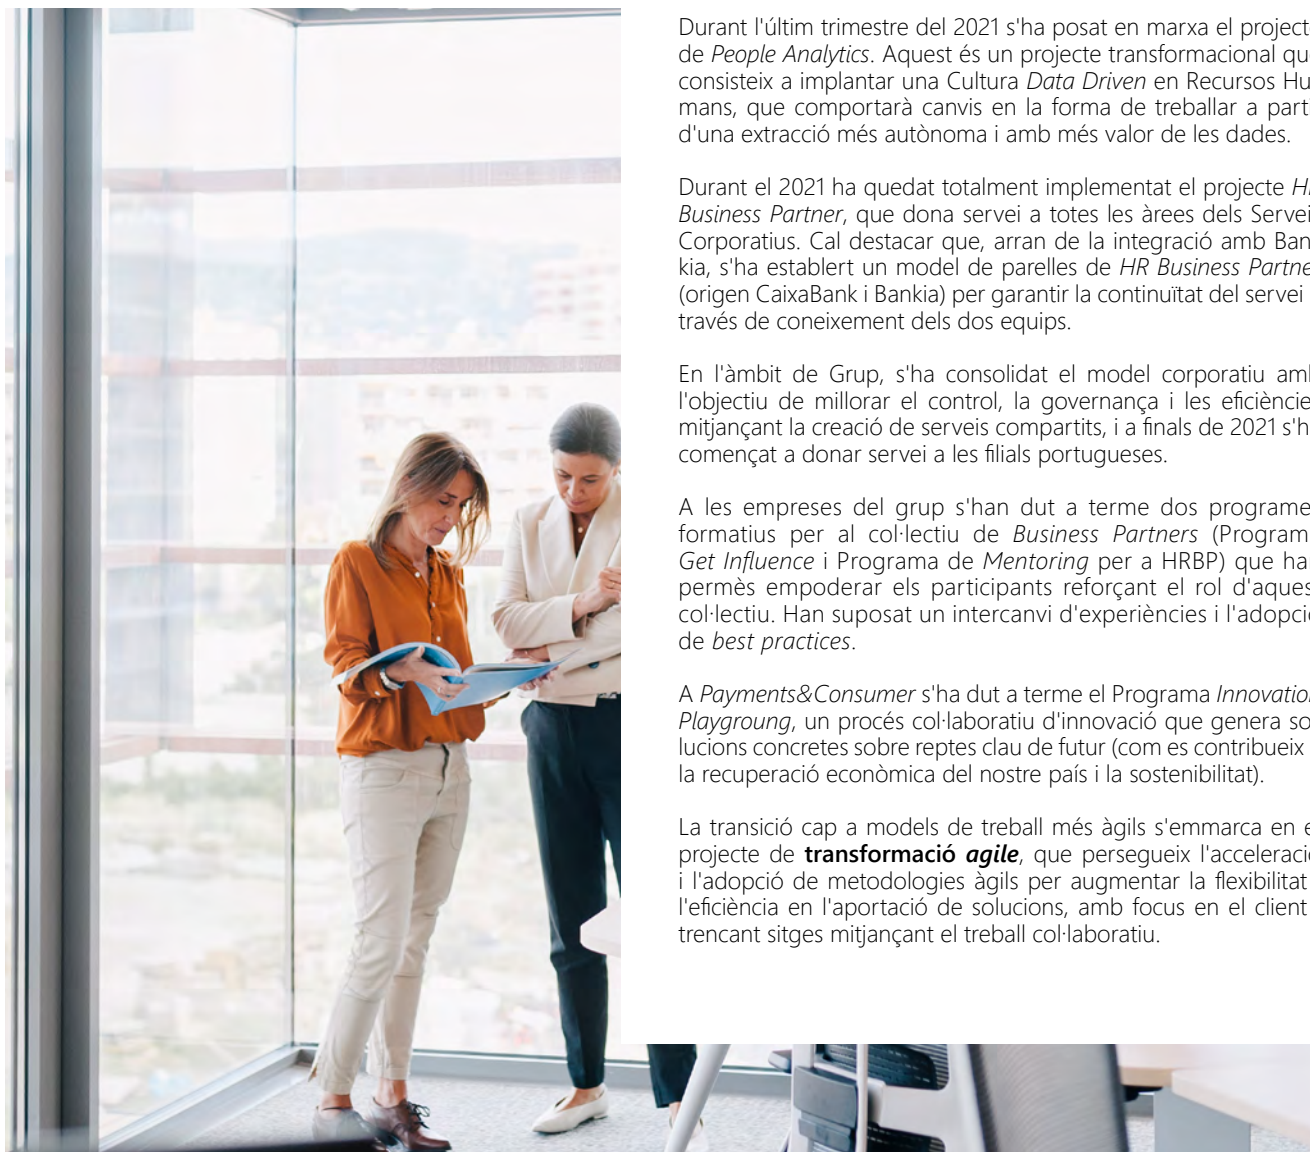 Durant l'últim trimestre del 2021 s'ha posat en marxa el projecte
de People Analytics. Aquest és un projecte transformacional qu
consisteix a implantar una Cultura Data Driven en Recursos Hu
mans, que comportarà canvis en la forma de treballar a part
d'una extracció més autònoma i amb més valor de les dades.
Durant el 2021 ha quedat totalment implementat el projecte HR
Business Partner, que dona servei a totes les àrees dels Servei
Corporatius. Cal destacar que, arran de la integració amb Ban
kia, s'ha establert un model de parelles de HR Business Partne
(origen CaixaBank i Bankia) per garantir la continuïtat del servei
través de coneixement dels dos equips.
En l'àmbit de Grup, s'ha consolidat el model corporatiu amb
l'objectiu de millorar el control, la governança i les eficiències
mitjançant la creació de serveis compartits, i a finals de 2021 s'h
començat a donar servei a les filials portugueses.
A les empreses del grup s'han dut a terme dos programe
formatius per al col·lectiu de Business Partners (Program
Get Influence i Programa de Mentoring per a HRBP) que ha
permès empoderar els participants reforçant el rol d'aques
col·lectiu. Han suposat un intercanvi d'experiències i l'adopció
de best practices.
A Payments&Consumer s'ha dut a terme el Programa Innovation
Playgroung, un procés col·laboratiu d'innovació que genera so
lucions concretes sobre reptes clau de futur (com es contribueix
la recuperació econòmica del nostre país i la sostenibilitat).
La transició cap a models de treball més àgils s'emmarca en e
projecte de transformació agile, que persegueix l'acceleració
i l'adopció de metodologies àgils per augmentar la flexibilitat
l'eficiència en l'aportació de solucions, amb focus en el client
trencant sitges mitjançant el treball col·laboratiu.